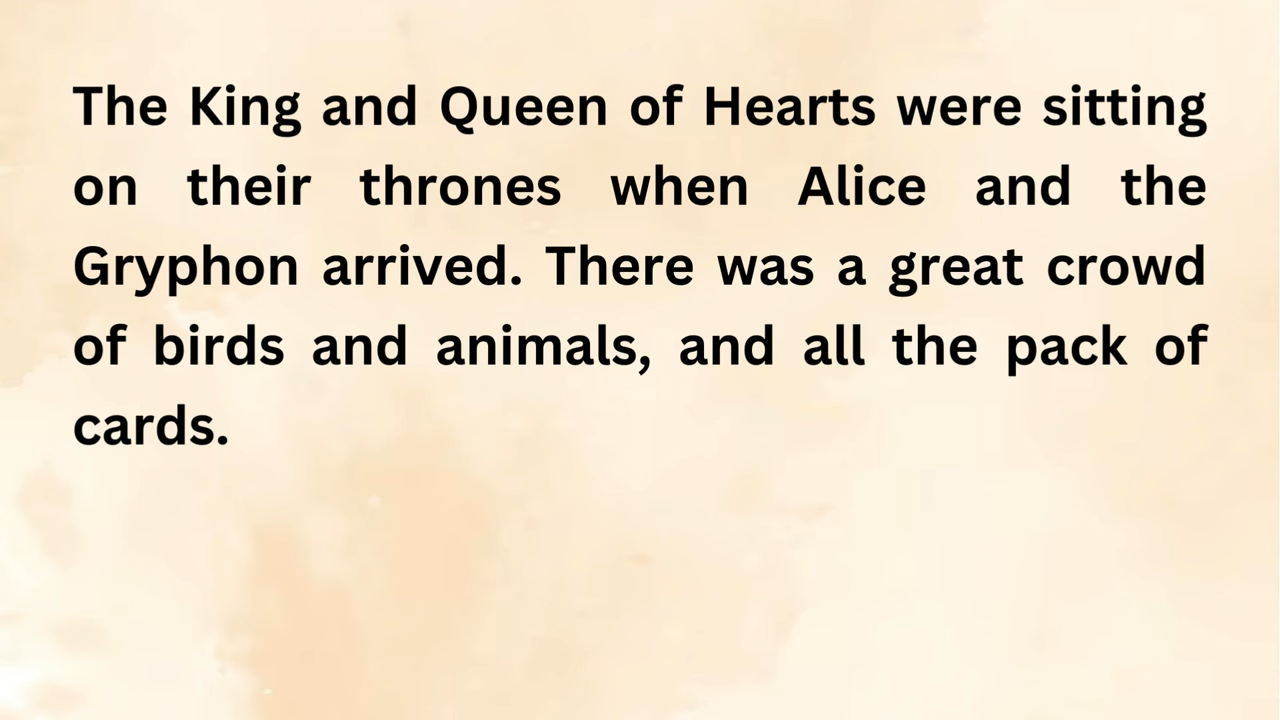 The King and Queen of Hearts were sitting
on their thrones when Alice and the
Gryphon arrived. There was a great crowd
of birds and animals, and all the pack of
cards.